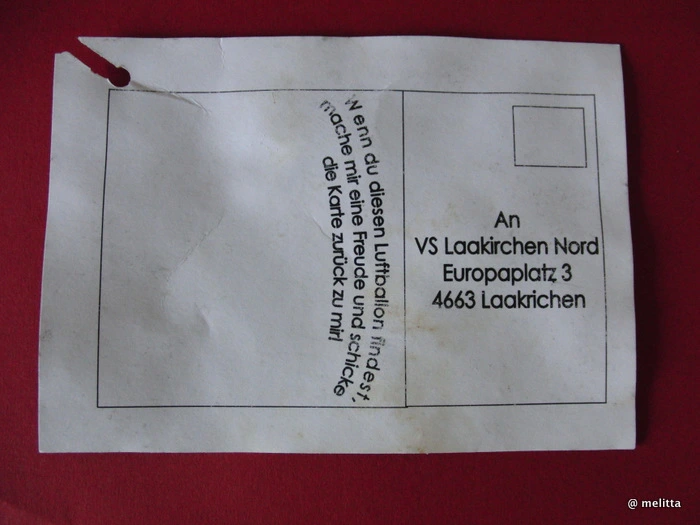 Wenn du diesen Luftballon findest,
mache mir eine Freude und schicke
die Karte zurück zu mir!
An
VS Laakirchen Nord
Europaplatz 3
4663 Laakrichen
@ melitta